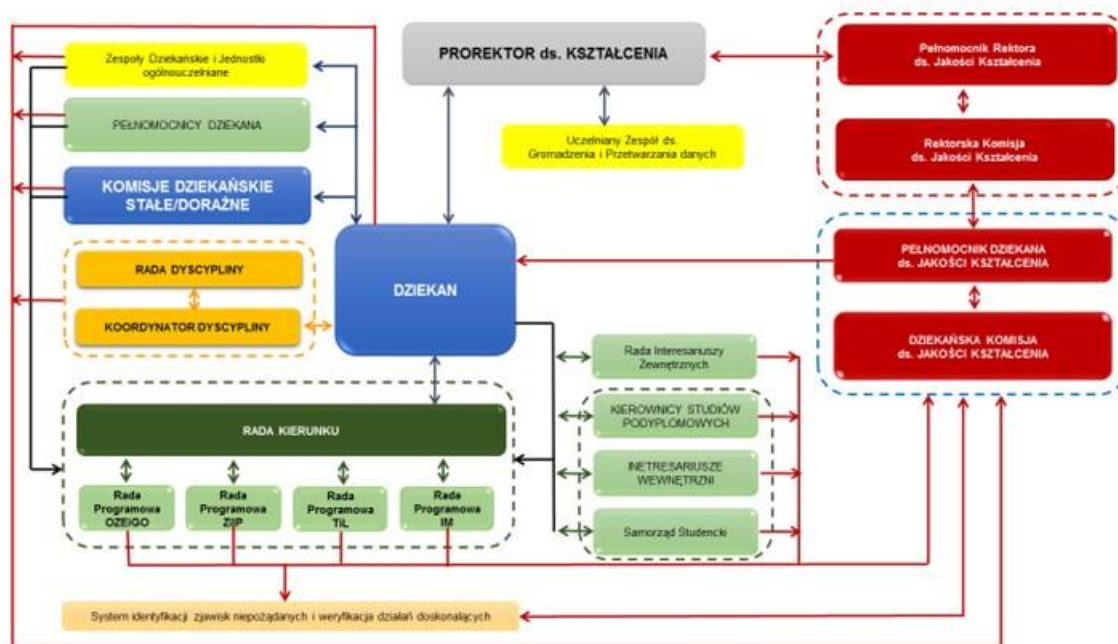 Zespoły Dziekańskie i Jednostki
ogólnouczelniane
PEŁNOMOCNICY DZIEKANA
KOMISJE DZIEKAŃSKIE
STAŁE/DORAŹNE
RADA DYSCYPLINY
KOORDYNATOR DYSCYPLINY
PROREKTOR ds. KSZTAŁCENIA
Uczelniany Zespół ds.
Gromadzenia i Przetwarzania danych
DZIEKAN
Pełnomocnik Rektora
ds. Jakości Kształcenia
Rektorska Komisja
ds. Jakości Kształcenia
PEŁNOMOCNIK DZIEKANA
ds. JAKOŚCI KSZTAŁCENIA
DZIEKAŃSKA KOMISJA
ds. JAKOŚCI KSZTAŁCENIA
Rada Interesariuszy
Zewnętrznych
KIEROWNICY STUDIÓW
PODYPLOMOWYCH
INETRESARIUSZE
WEWNĘTRZNI
Samorząd Studencki
RADA KIERUNKU
Rada
Programowa
OZEiGO
Rada
Programowa
ZiIP
Rada
Programowa
TiL
Rada
Programowa
IM
System identyfikacji zjawisk niepożądanych i weryfikacja działań doskonalących